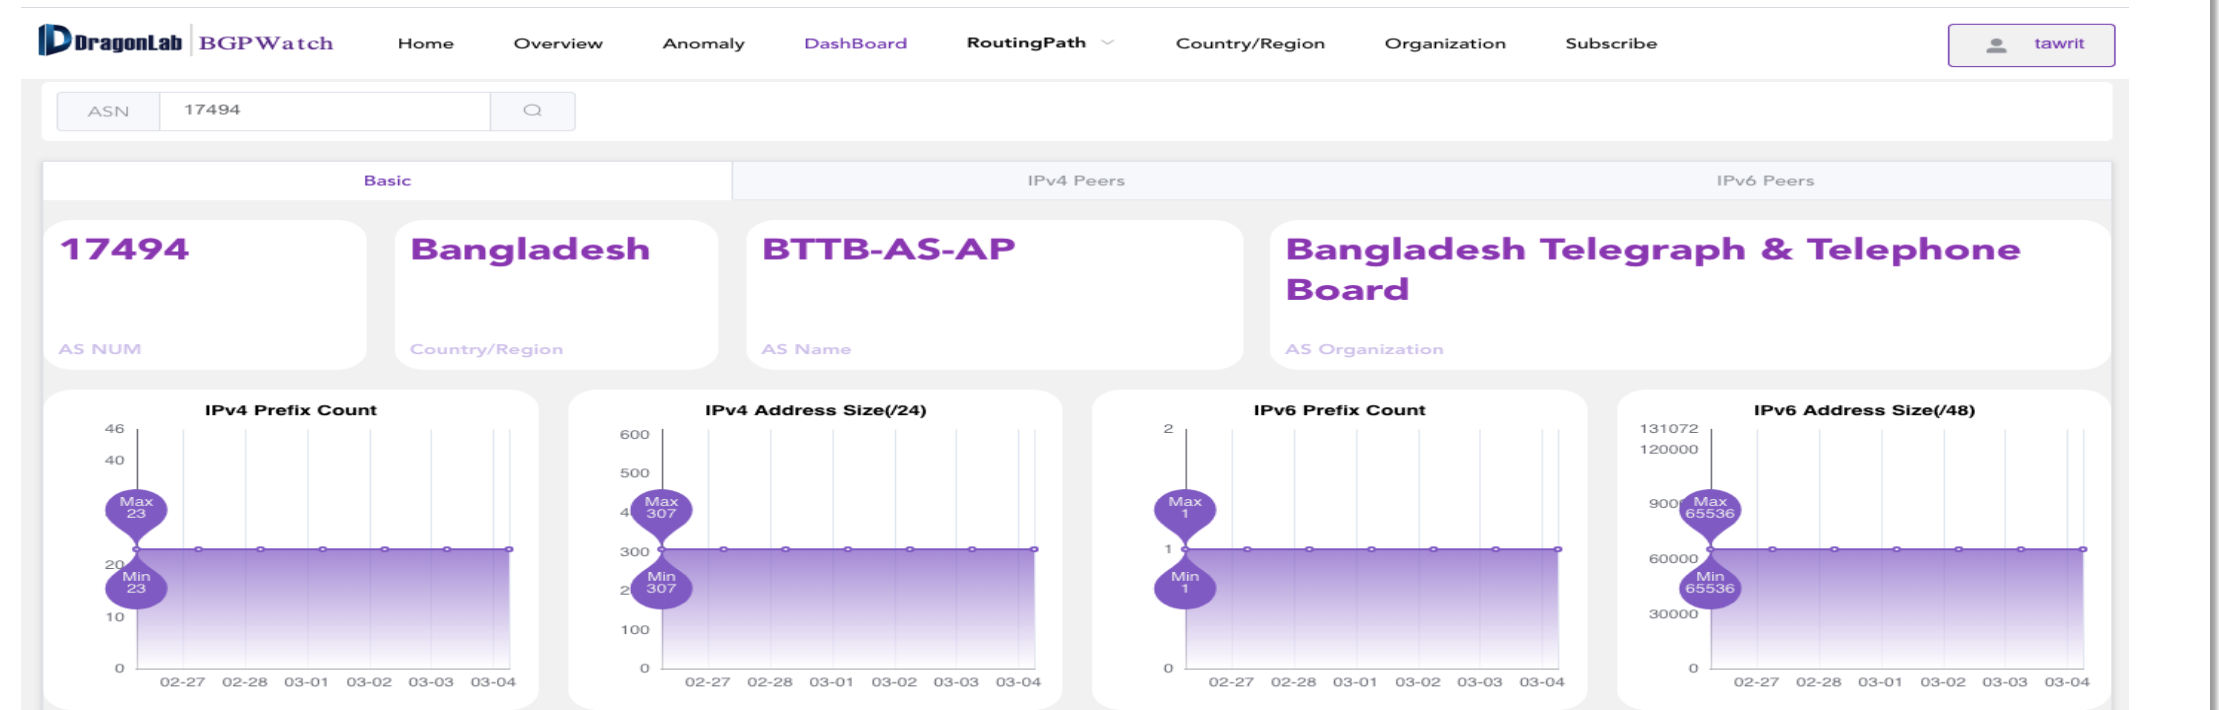 DragonLab BGPWatch Home Overview Anomaly DashBoard RoutingPath Country/Region Organization Subscribe tawrit
ASN 17494
Basic IPv4 Peers IPv6 Peers
17494
AS NUM
Bangladesh
Country/Region
BTTB-AS-AP
AS Name
Bangladesh Telegraph & Telephone
Board
AS Organization
IPv4 Prefix Count
46
40
Max
23
20
Min
23
10
0
02-27 02-28 03-01 03-02 03-03 03-04
IPv4 Address Size(/24)
600
500
Max
307
300
Min
307
100
0
02-27 02-28 03-01 03-02 03-03 03-04
IPv6 Prefix Count
2
Max
1
1
Min
1
0
02-27 02-28 03-01 03-02 03-03 03-04
IPv6 Address Size(/48)
131072
120000
Max
65536
60000
Min
65536
30000
0
02-27 02-28 03-01 03-02 03-03 03-04